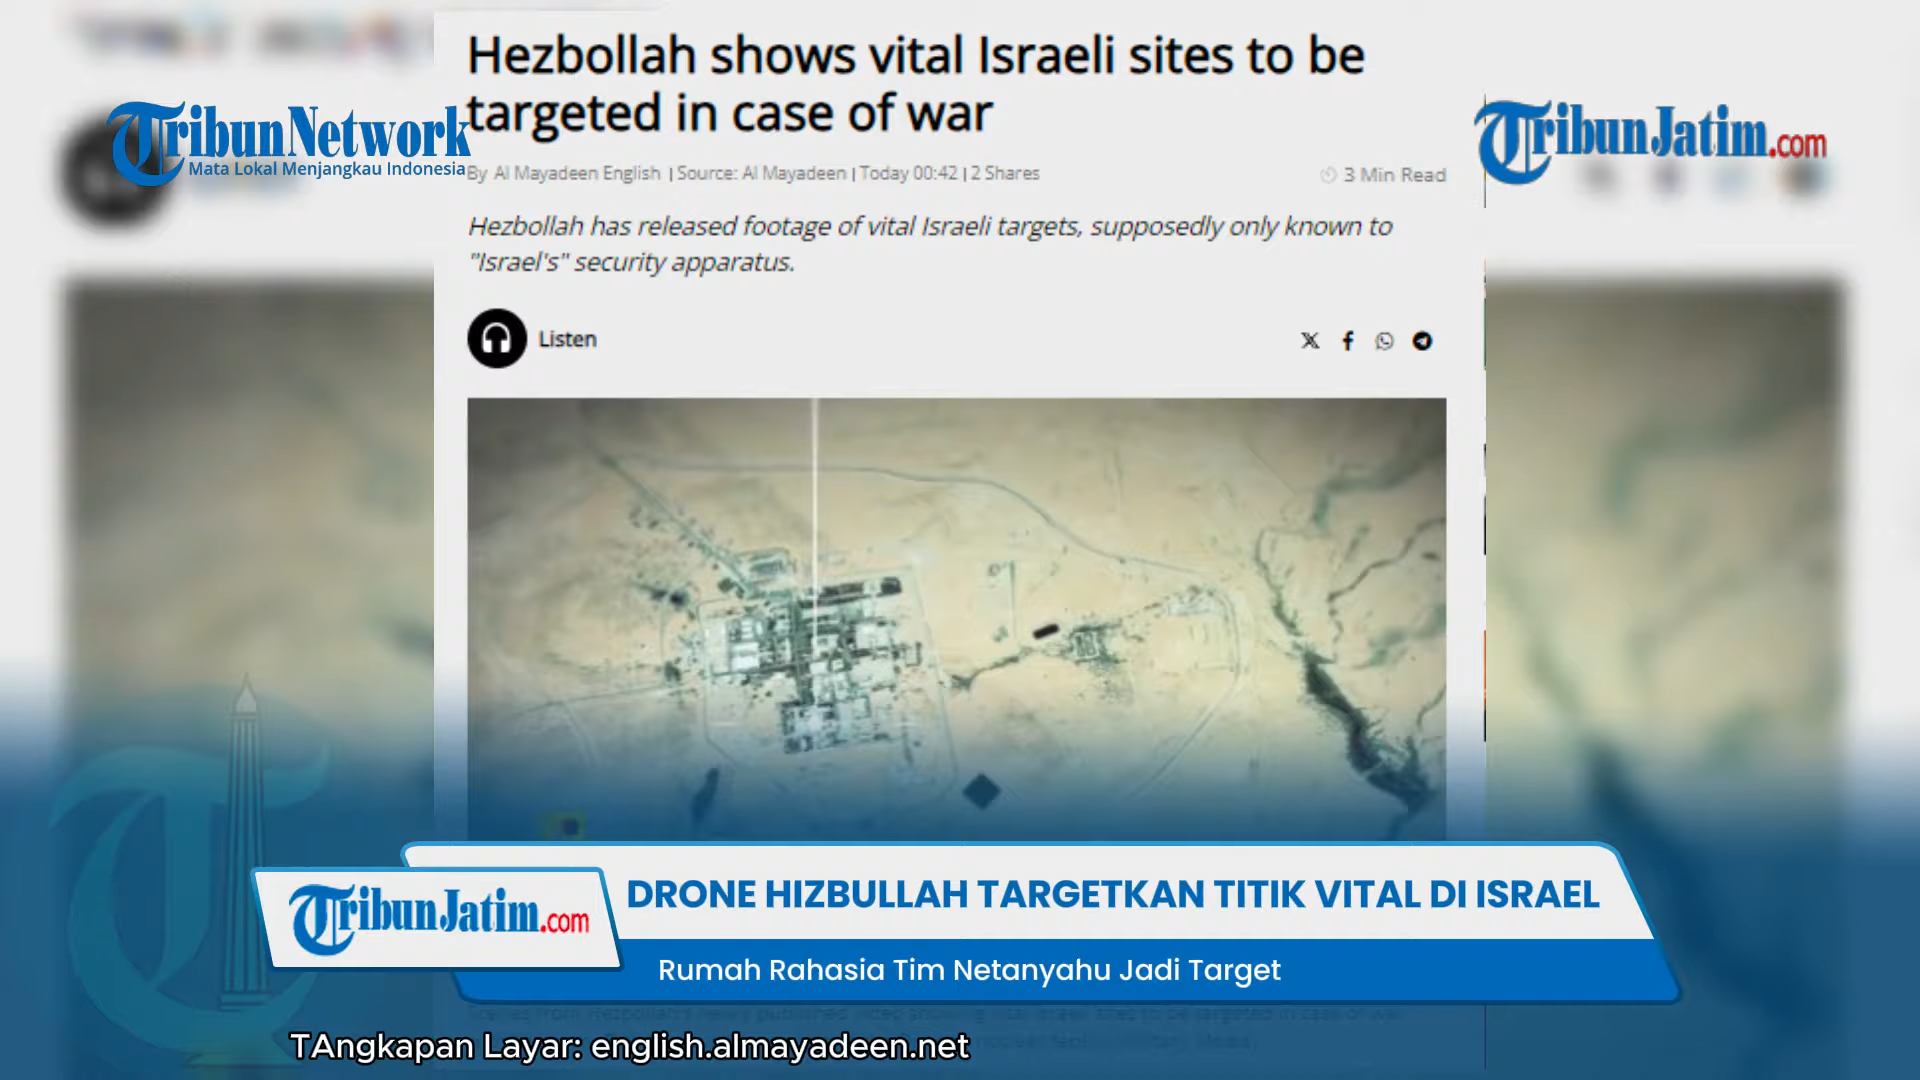 Hezbollah shows vital Israeli sites to be
targeted in case of war
TribunNetwork
Mata Lokal Menjangkau Indonesia
TribunJatim.com
By Al Mayadeen English | Source: Al Mayadeen | Today 00:42 | 2 Shares
3 Min Read
Hezbollah has released footage of vital Israeli targets, supposedly only known to
"Israel's" security apparatus.
Listen
TribunJatim.com
DRONE HIZBULLAH TARGETKAN TITIK VITAL DI ISRAEL
Rumah Rahasia Tim Netanyahu Jadi Target
TAngkapan Layar: english.almayadeen.net